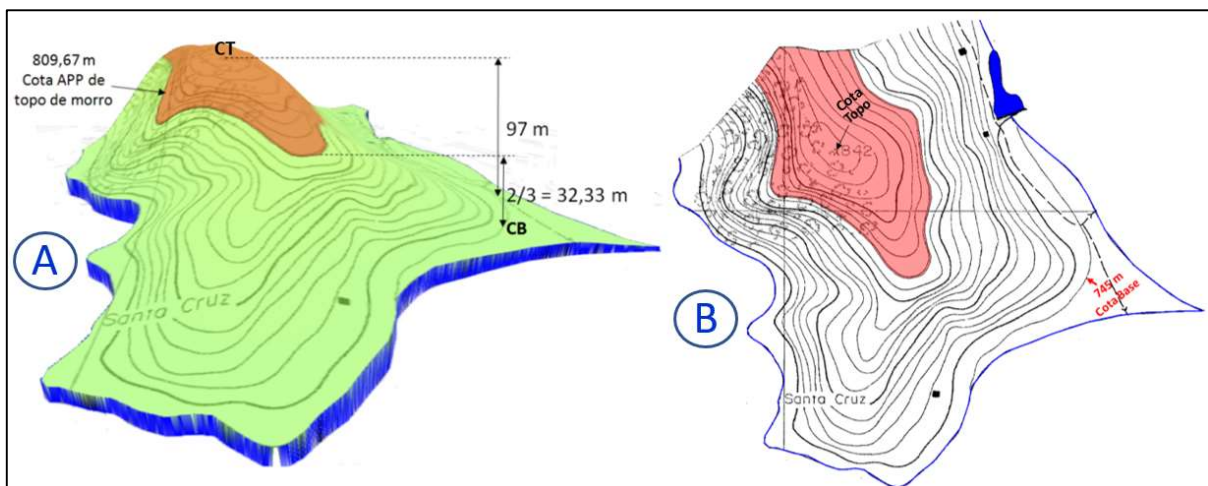 CT
809,67 m
Cota APP de
topo de morro
97 m
2/3 = 32,33 m
CB
A
Santa Cruz
Cota
Topo
842
B
745 m
Cota Base
Santa Cruz